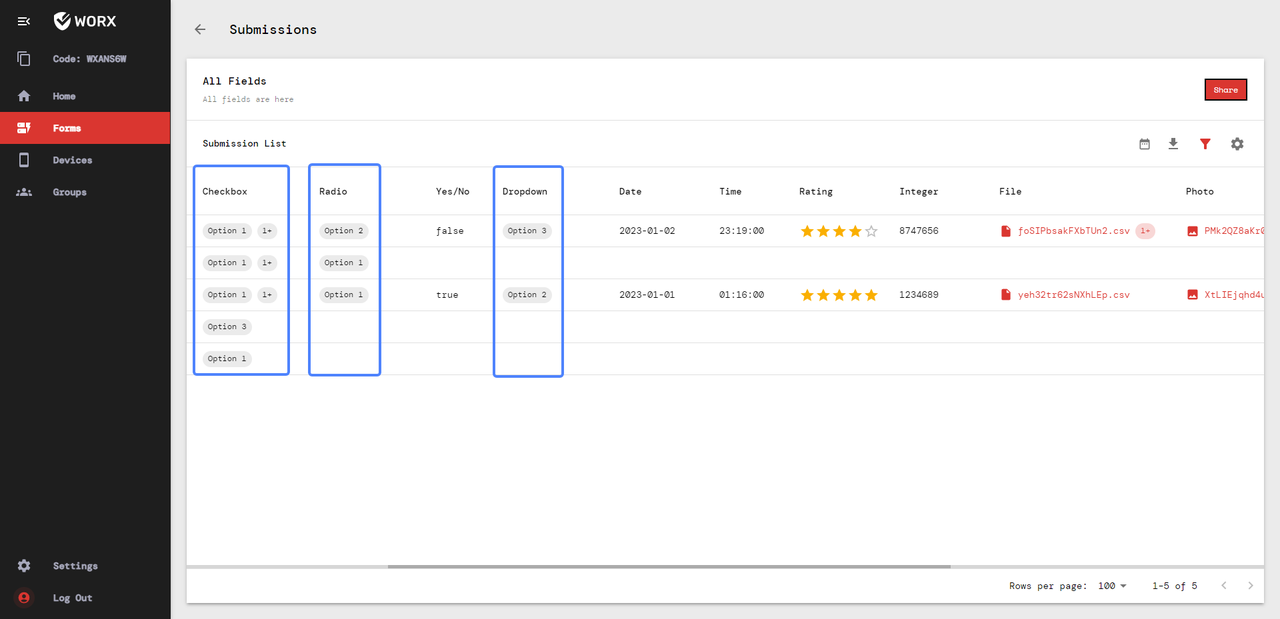 WORX
Code: WXANS6W
Home
Forms
Devices
Groups
Settings
Log Out
Submissions
All Fields
All fields are here
Share
Submission List
Checkbox Radio Yes/No Dropdown Date Time Rating Integer File Photo
Option 1 1+ Option 2 false Option 3 2023-01-02 23:19:00 8747656 foSIPbsakFXbTUn2.csv 1+ PMk2QZ8aKr
Option 1 1+ Option 1
Option 1 1+ Option 1 true Option 2 2023-01-01 01:16:00 1234689 yeh32tr62sNXhLEp.csv XtLIEjqhd4
Option 3
Option 1
Rows per page: 100 1-5 of 5